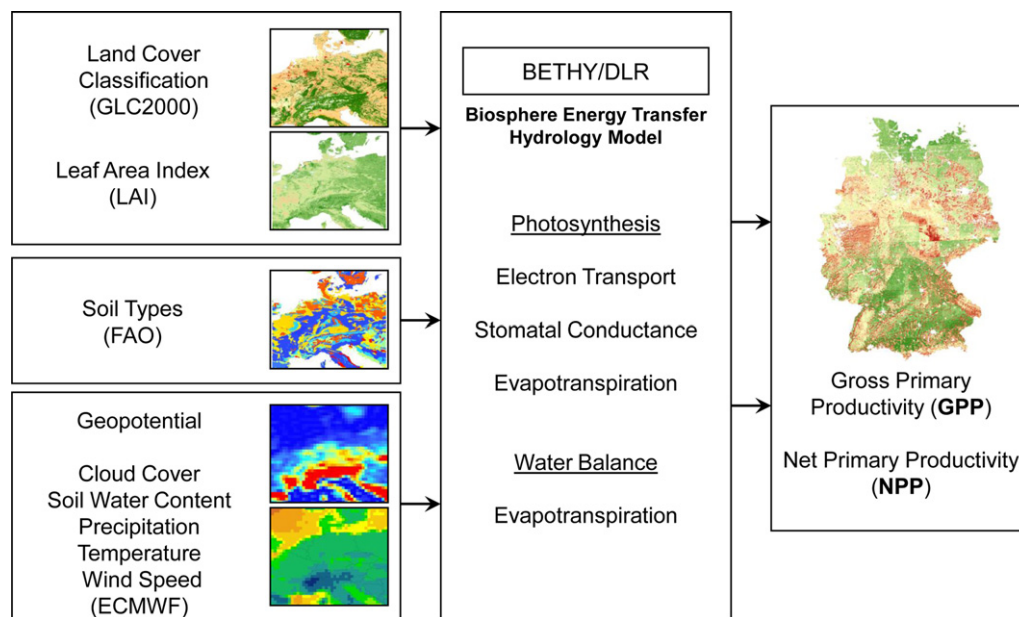 Land Cover
Classification
(GLC2000)
Leaf Area Index
(LAI)
Soil Types
(FAO)
Geopotential
Cloud Cover
Soil Water Content
Precipitation
Temperature
Wind Speed
(ECMWF)
BETHY/DLR
Biosphere Energy Transfer
Hydrology Model
Photosynthesis
Electron Transport
Stomatal Conductance
Evapotranspiration
Water Balance
Evapotranspiration
Gross Primary
Productivity (GPP)
Net Primary Productivity
(NPP)